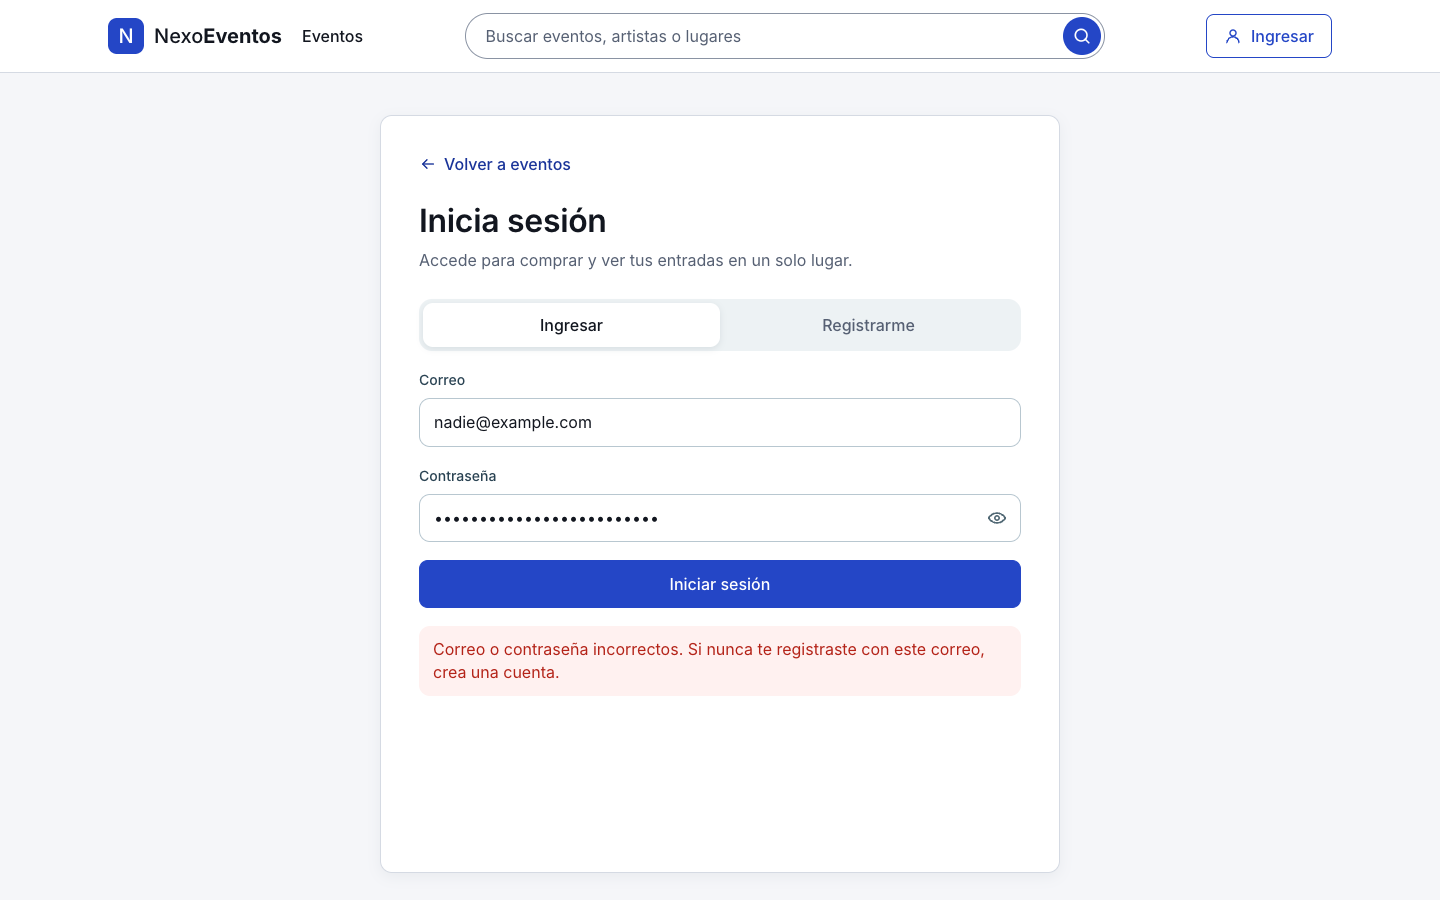 N NexoEventos Eventos Buscar eventos, artistas o lugares Ingresar
Volver a eventos
Inicia sesión
Accede para comprar y ver tus entradas en un solo lugar.
Ingresar Registrarme
Correo
nadie@example.com
Contraseña
Iniciar sesión
Correo o contraseña incorrectos. Si nunca te registraste con este correo,
crea una cuenta.